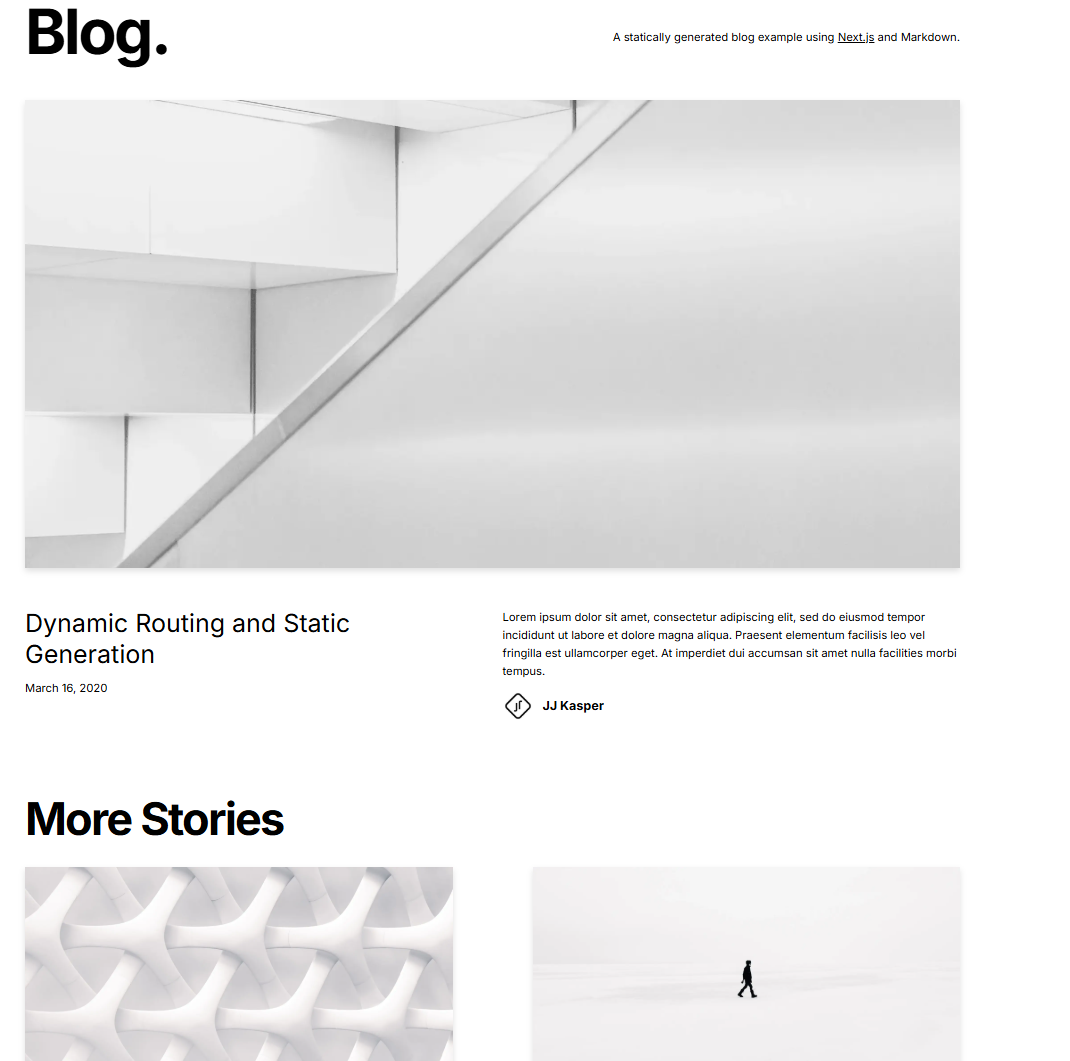 Blog.
A statically generated blog example using Next.js and Markdown.
Dynamic Routing and Static
Generation
March 16, 2020
Lorem ipsum dolor sit amet, consectetur adipiscing elit, sed do eiusmod tempor
incididunt ut labore et dolore magna aliqua. Praesent elementum facilisis leo vel
fringilla est ullamcorper eget. At imperdiet dui accumsan sit amet nulla facilities morbi
tempus.
JJ Kasper
More Stories